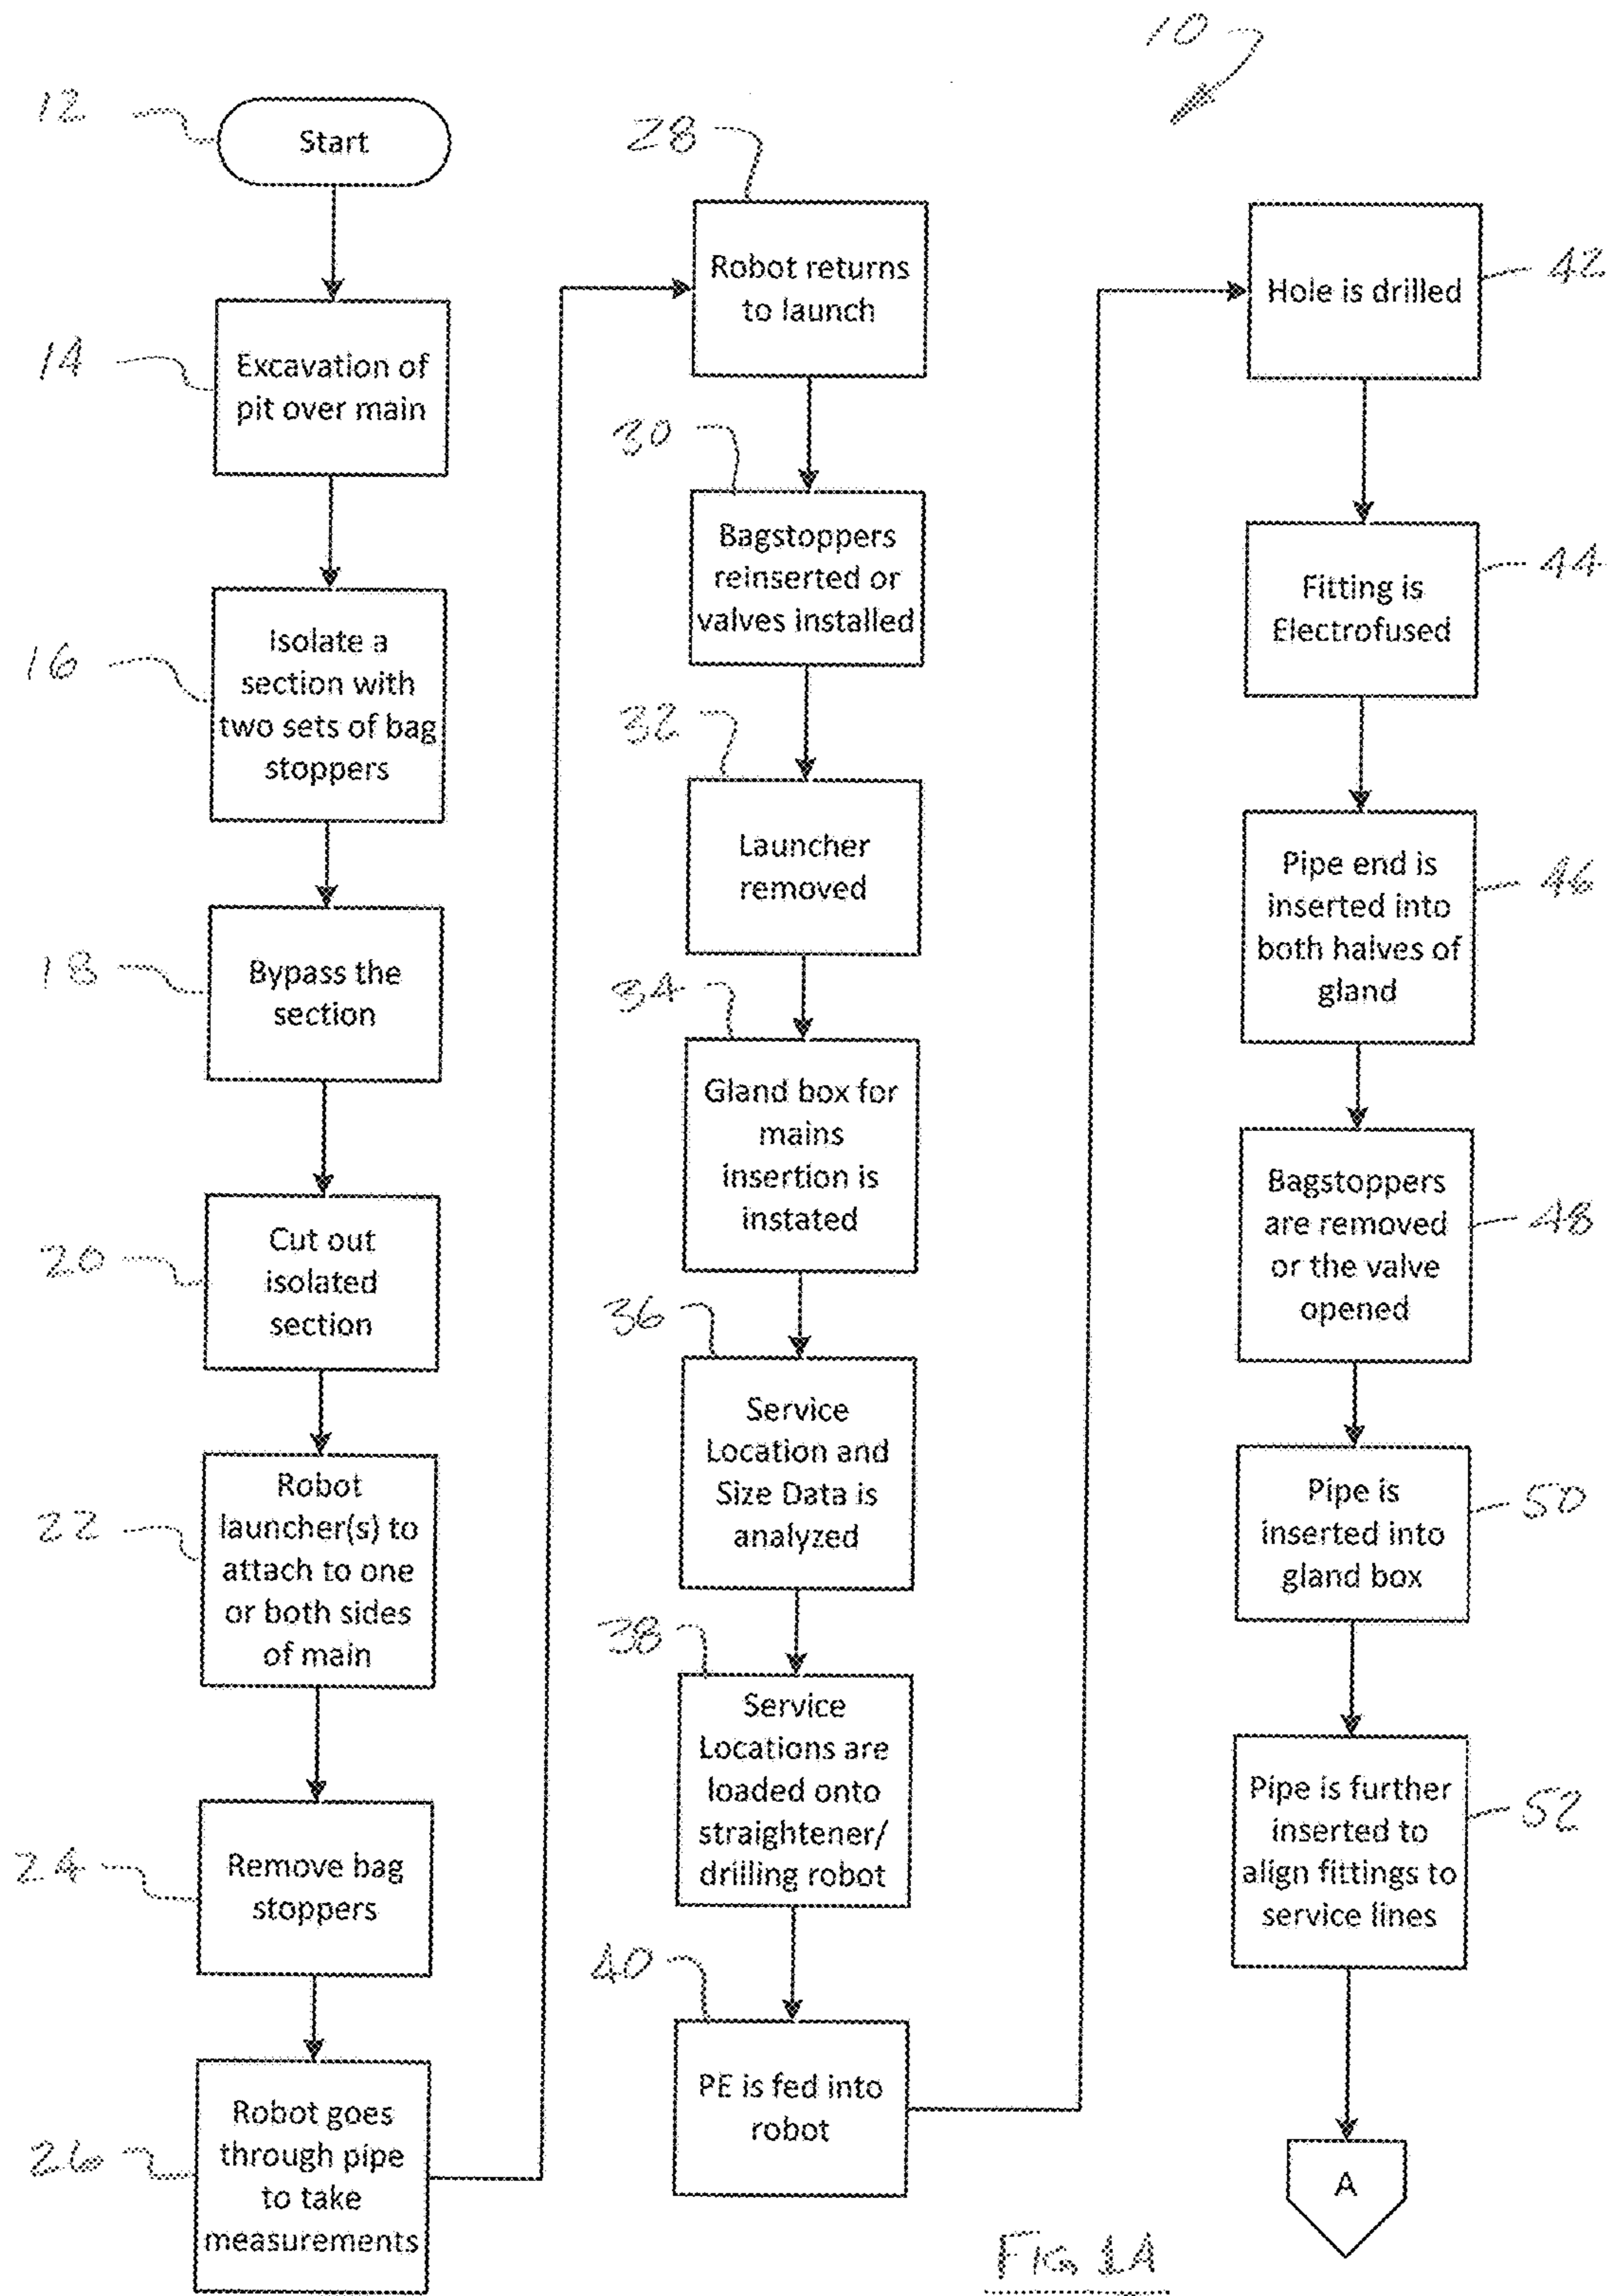 10
12
Start
14
Excavation of
pit over main
16
Isolate a
section with
two sets of bag
stoppers
18
Bypass the
section
20
Cut out
isolated
section
22
Robot
launcher(s) to
attach to one
or both sides
of main
24
Remove bag
stoppers
26
Robot goes
through pipe
to take
measurements
28
Robot returns
to launch
30
Bagstoppers
reinserted or
valves installed
32
Launcher
removed
34
Gland box for
mains
insertion is
instated
36
Service
Location and
Size Data is
analyzed
38
Service
Locations are
loaded onto
straightener/
drilling robot
40
PE is fed into
robot
42
Hole is drilled
44
Fitting is
Electrofused
46
Pipe end is
inserted into
both halves of
gland
48
Bagstoppers
are removed
or the valve
opened
50
Pipe is
inserted into
gland box
52
Pipe is further
inserted to
align fittings to
service lines
A
FIG. 1A